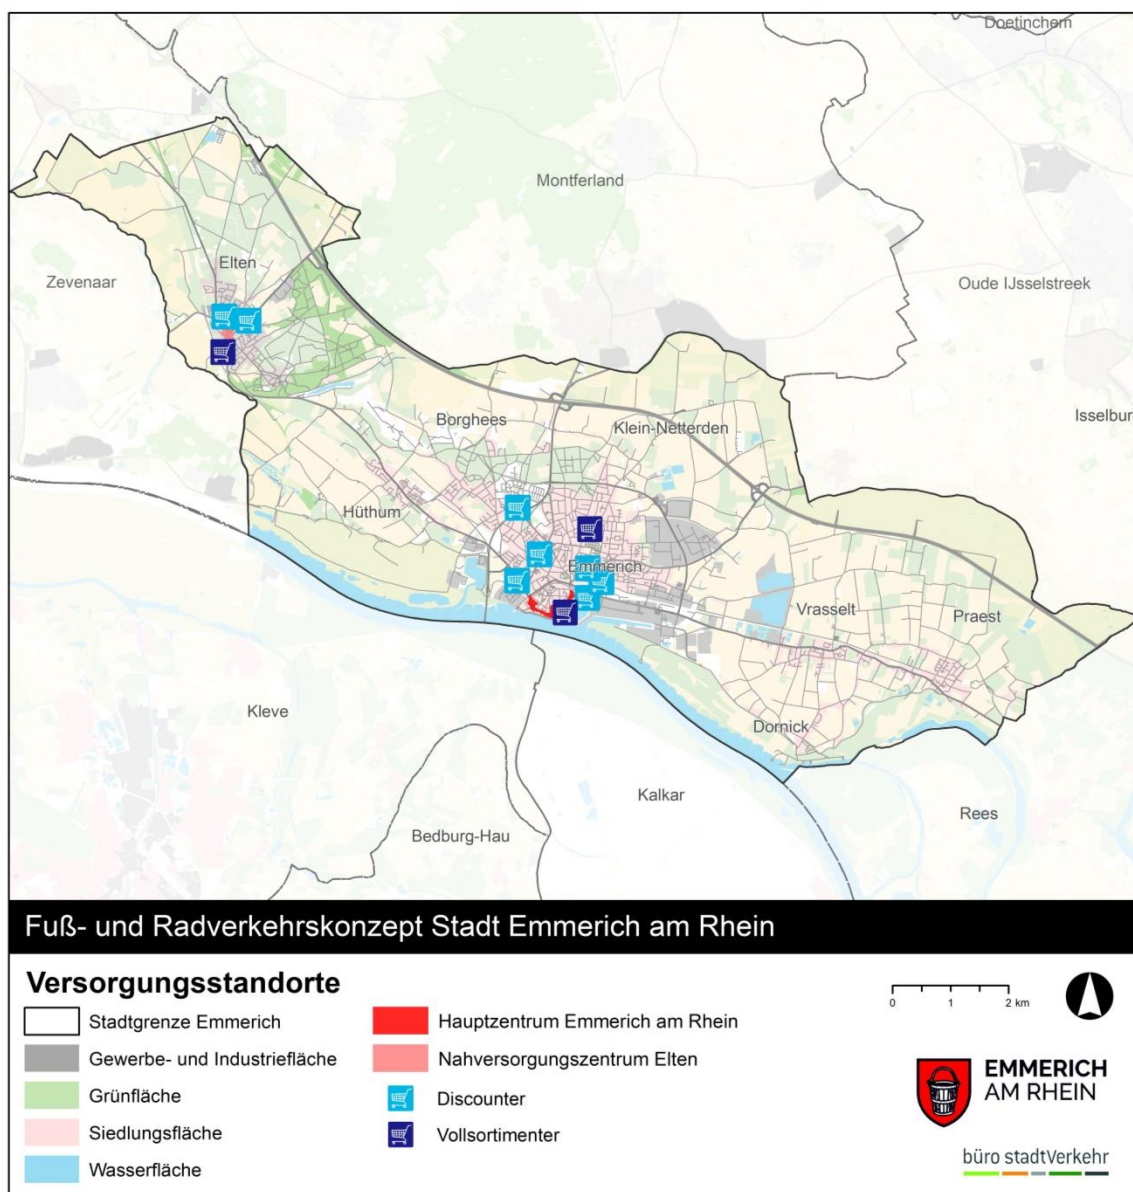 Doetinchem
Montferland
Elten
Zevenaar
Oude IJsselstreek
Isselbur
Borghees
Klein-Netterden
Hüthum
Emmerich
Vrasselt
Praest
Kleve
Dornick
Kalkar
Rees
Bedburg-Hau
Fuß- und Radverkehrskonzept Stadt Emmerich am Rhein
Versorgungsstandorte
Stadtgrenze Emmerich
Gewerbe- und Industriefläche
Grünfläche
Siedlungsfläche
Wasserfläche
Hauptzentrum Emmerich am Rhein
Nahversorgungszentrum Elten
Discounter
Vollsortimenter
0 1 2 km
EMMERICH
AM RHEIN
büro stadtVerkehr